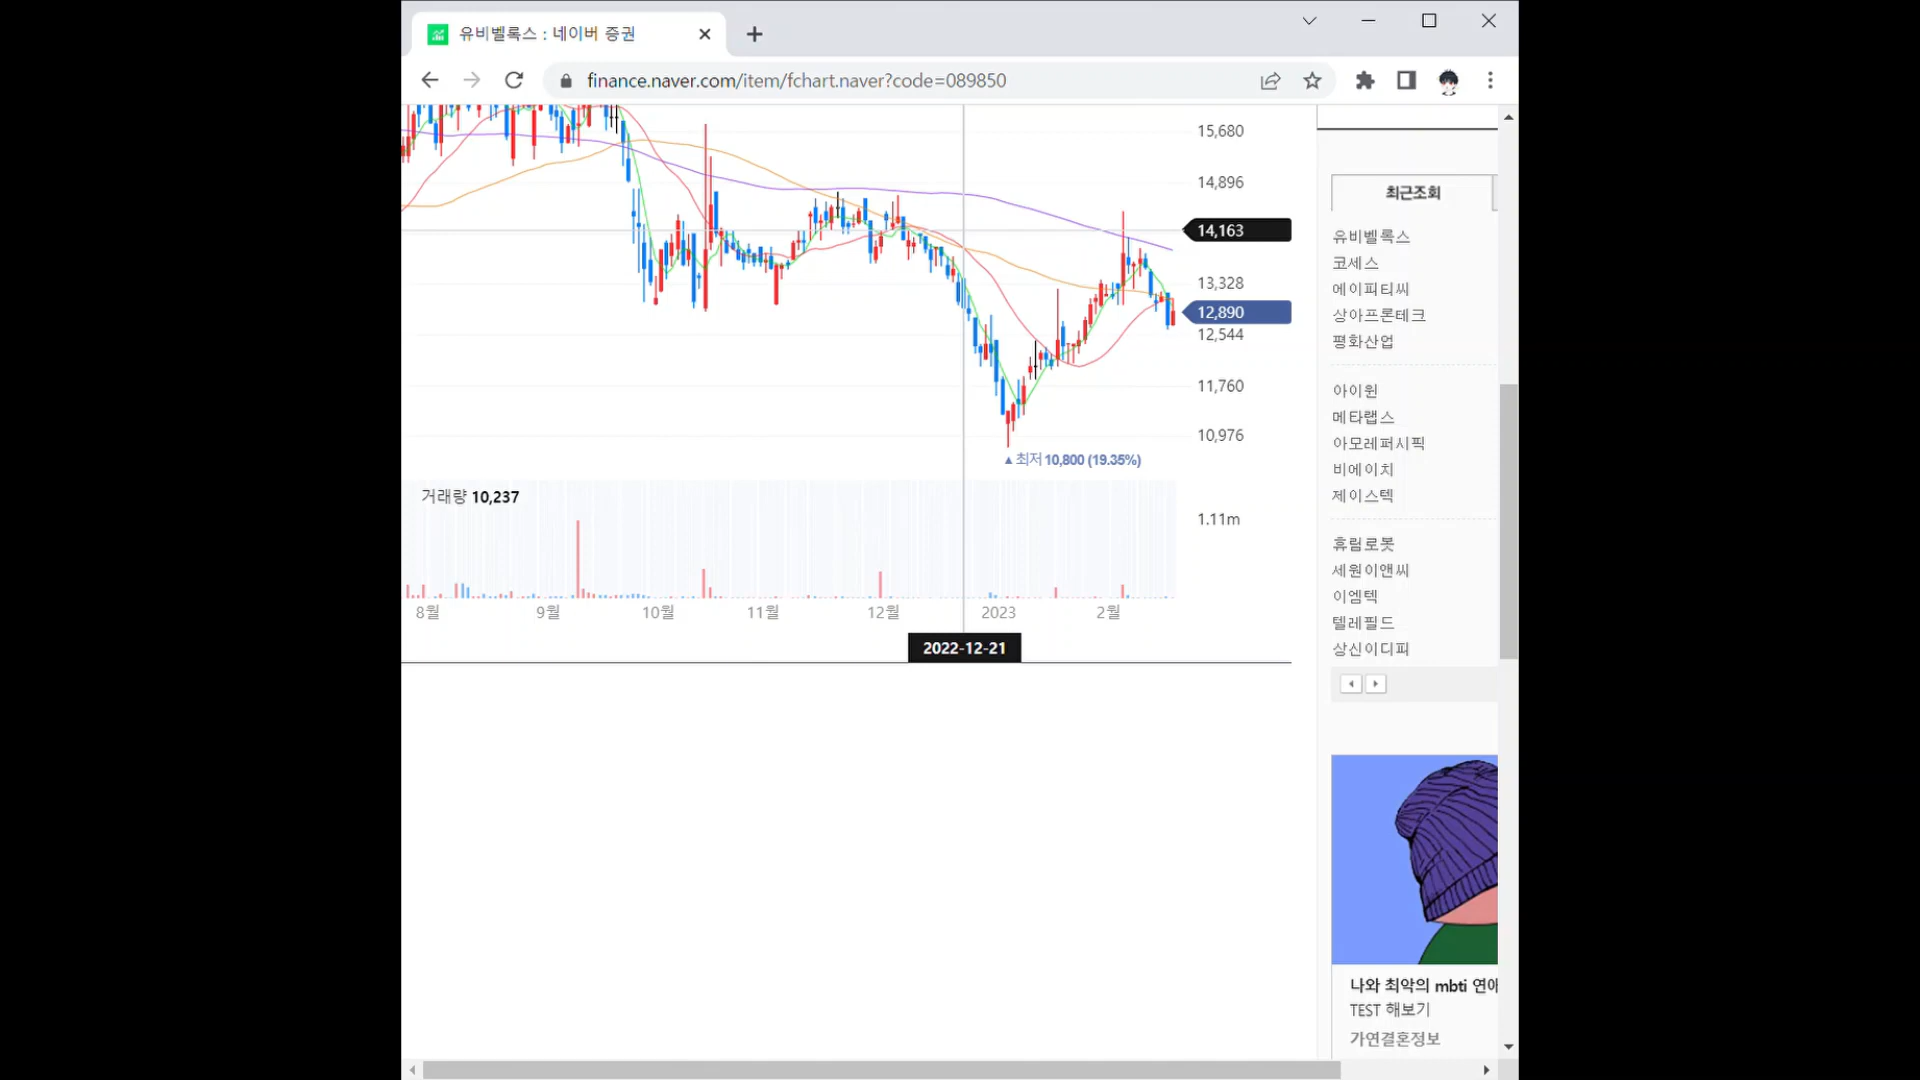 유비벨록스 : 네이버 증권
finance.naver.com/item/fchart.naver?code=089850
15,680
14,896
14,163
13,328
12,890
12,544
11,760
10,976
▲최저 10,800 (19.35%)
거래량 10,237
1.11m
8월 9월 10월 11월 12월 2023 2월
2022-12-21
최근조회
유비벨록스
코세스
에이피티씨
상아프론테크
평화산업
아이윈
메타랩스
아모레퍼시픽
비에이치
제이스텍
휴림로봇
세원이앤씨
이엠텍
텔레필드
상신이디피
나와 최악의 mbti 연애
TEST 해보기
가연결혼정보